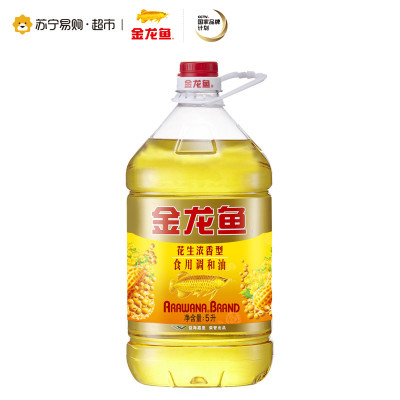 苏宁易购·超市
金龙鱼
CCTV
国家品牌
计划
金龙鱼
金龙鱼
花生浓香型
食用调和油
ARAWANA BRAND
净含量:5升